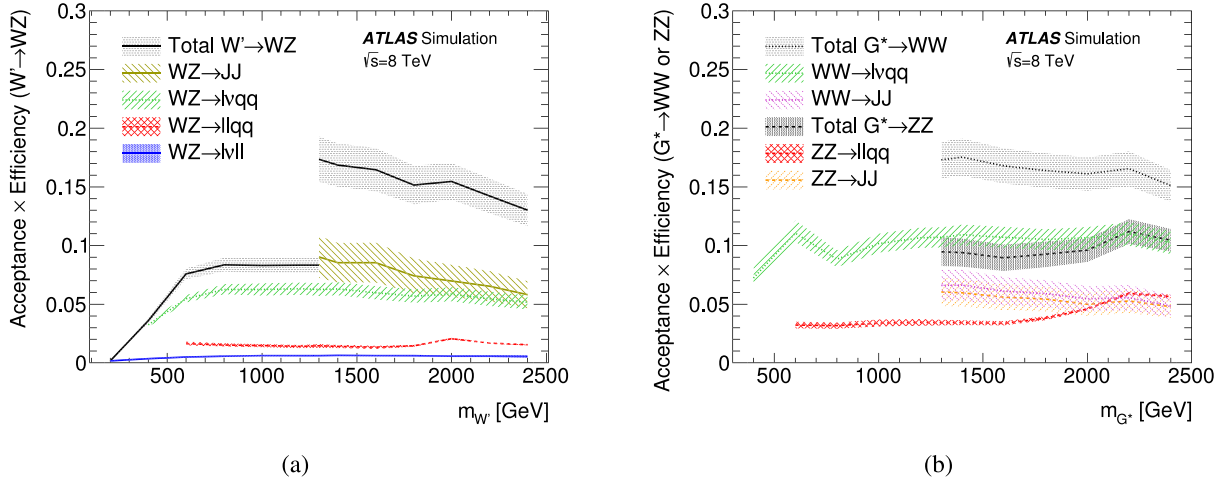 Acceptance × Efficiency (W'→WZ)
0.3
0.25
0.2
0.15
0.1
0.05
0
Total W'→WZ
WZ→JJ
WZ→lνqq
WZ→llqq
WZ→lνll
ATLAS Simulation
√s=8 TeV
500 1000 1500 2000 2500
m_W' [GeV]
(a)
Acceptance × Efficiency (G*→WW or ZZ)
0.3
0.25
0.2
0.15
0.1
0.05
0
Total G*→WW
WW→lνqq
WW→JJ
Total G*→ZZ
ZZ→llqq
ZZ→JJ
ATLAS Simulation
√s=8 TeV
500 1000 1500 2000 2500
m_G* [GeV]
(b)